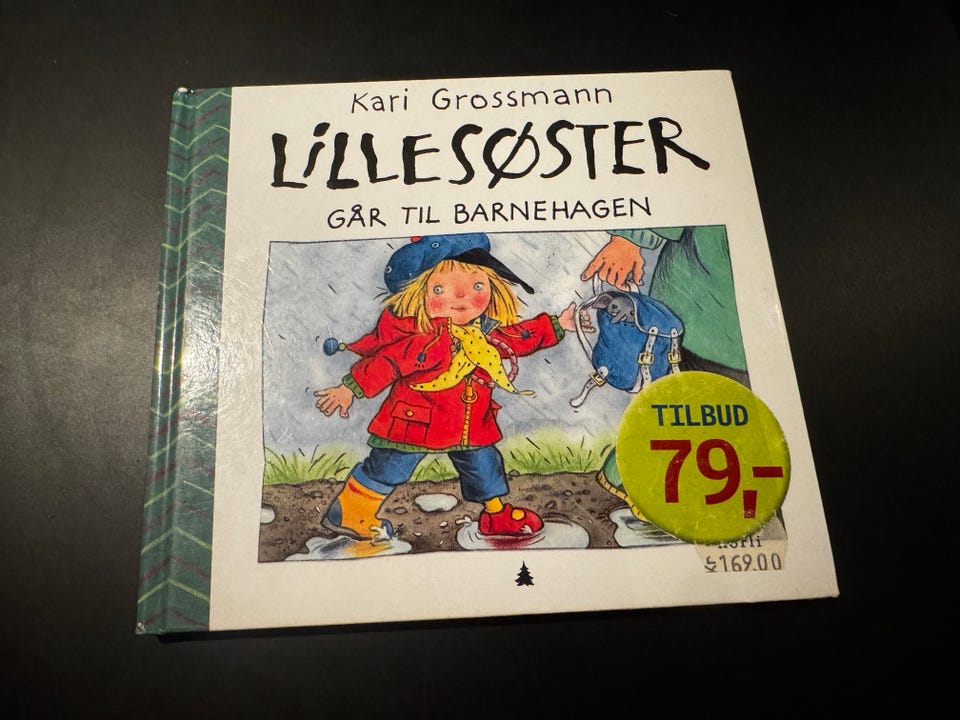 Kari Grossmann
LiLLESØSTER
GÅR TIL BARNEHAGEN
TILBUD
79,-
169.00